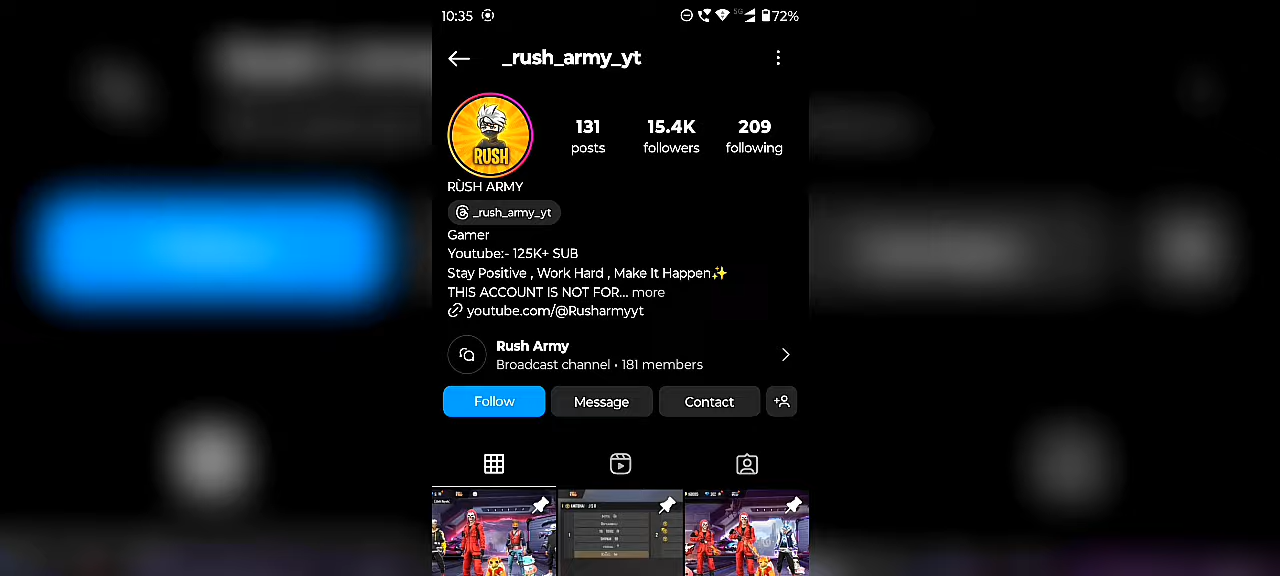 10:35
5G
72%
_rush_army_yt
RUSH
131
posts
15.4K
followers
209
following
RÙSH ARMY
_rush_army_yt
Gamer
Youtube:- 125K+ SUB
Stay Positive , Work Hard , Make It Happen✨
THIS ACCOUNT IS NOT FOR... more
youtube.com/@Rusharmyyt
Rush Army
Broadcast channel • 181 members
Follow
Message
Contact